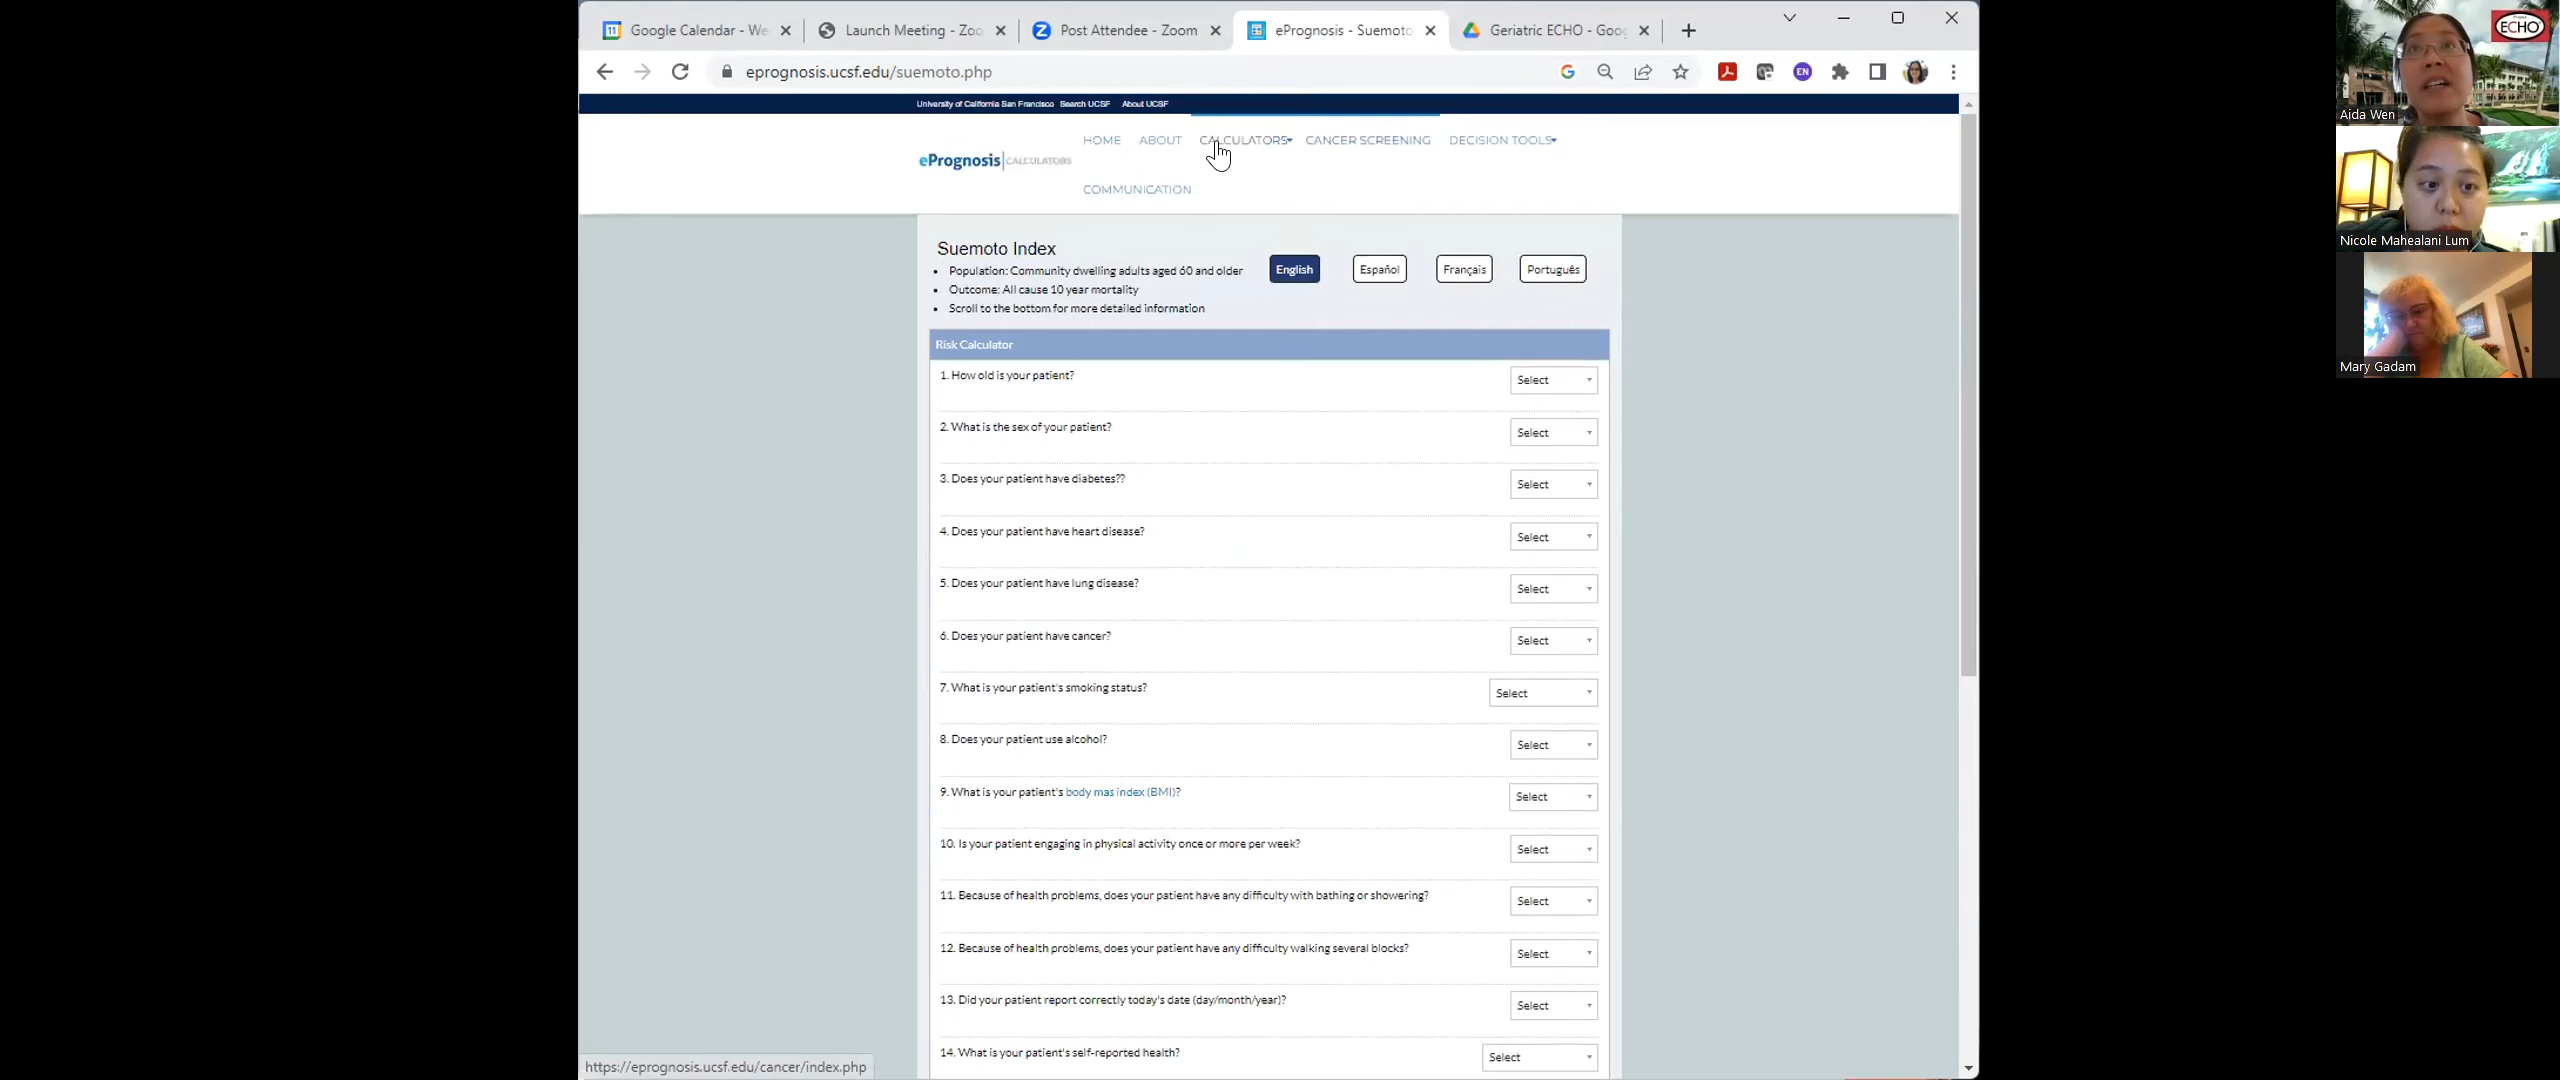 Google Calendar - We
Launch Meeting - Zoo
Post Attendee - Zoom
ePrognosis - Suemoto
Geriatric ECHO - Goog
eprognosis.ucsf.edu/suemoto.php
EN
University of California San Francisco Search UCSF About UCSF
HOME ABOUT CALCULATORS CANCER SCREENING DECISION TOOLS
ePrognosis CALCULATORS
COMMUNICATION
Suemoto Index
Population: Community dwelling adults aged 60 and older
Outcome: All cause 10 year mortality
Scroll to the bottom for more detailed information
English Español Français Português
Risk Calculator
1. How old is your patient? Select
2. What is the sex of your patient? Select
3. Does your patient have diabetes?? Select
4. Does your patient have heart disease? Select
5. Does your patient have lung disease? Select
6. Does your patient have cancer? Select
7. What is your patient's smoking status? Select
8. Does your patient use alcohol? Select
9. What is your patient's body mas index (BMI)? Select
10. Is your patient engaging in physical activity once or more per week? Select
11. Because of health problems, does your patient have any difficulty with bathing or showering? Select
12. Because of health problems, does your patient have any difficulty walking several blocks? Select
13. Did your patient report correctly today's date (day/month/year)? Select
14. What is your patient's self-reported health? Select
https://eprognosis.ucsf.edu/cancer/index.php
ECHO
Aida Wen
Nicole Mahealani Lum
Mary Gadam